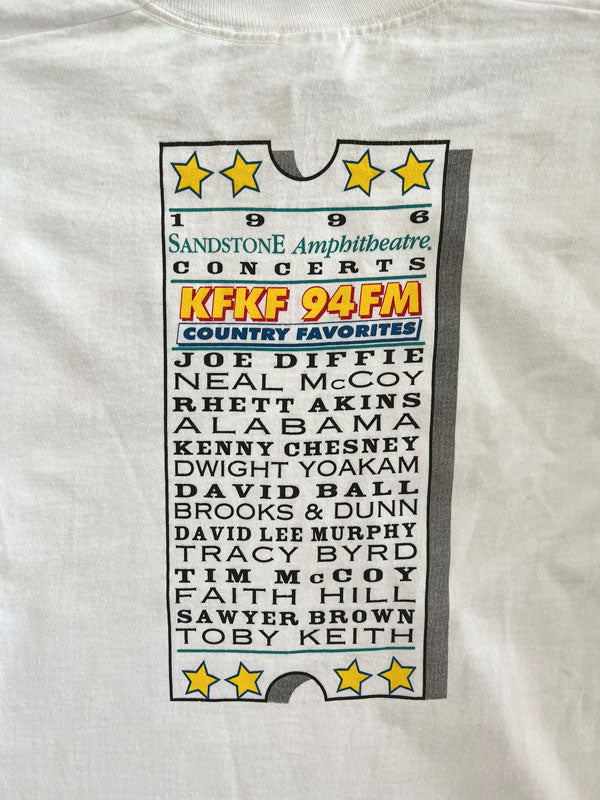 1996
SANDSTONE Amphitheatre
CONCERTS
KFKF 94FM
COUNTRY FAVORITES
JOE DIFFIE
NEAL McCOY
RHETT AKINS
ALABAMA
KENNY CHESNEY
DWIGHT YOAKAM
DAVID BALL
BROOKS & DUNN
DAVID LEE MURPHY
TRACY BYRD
TIM McCOY
FAITH HILL
SAWYER BROWN
TOBY KEITH